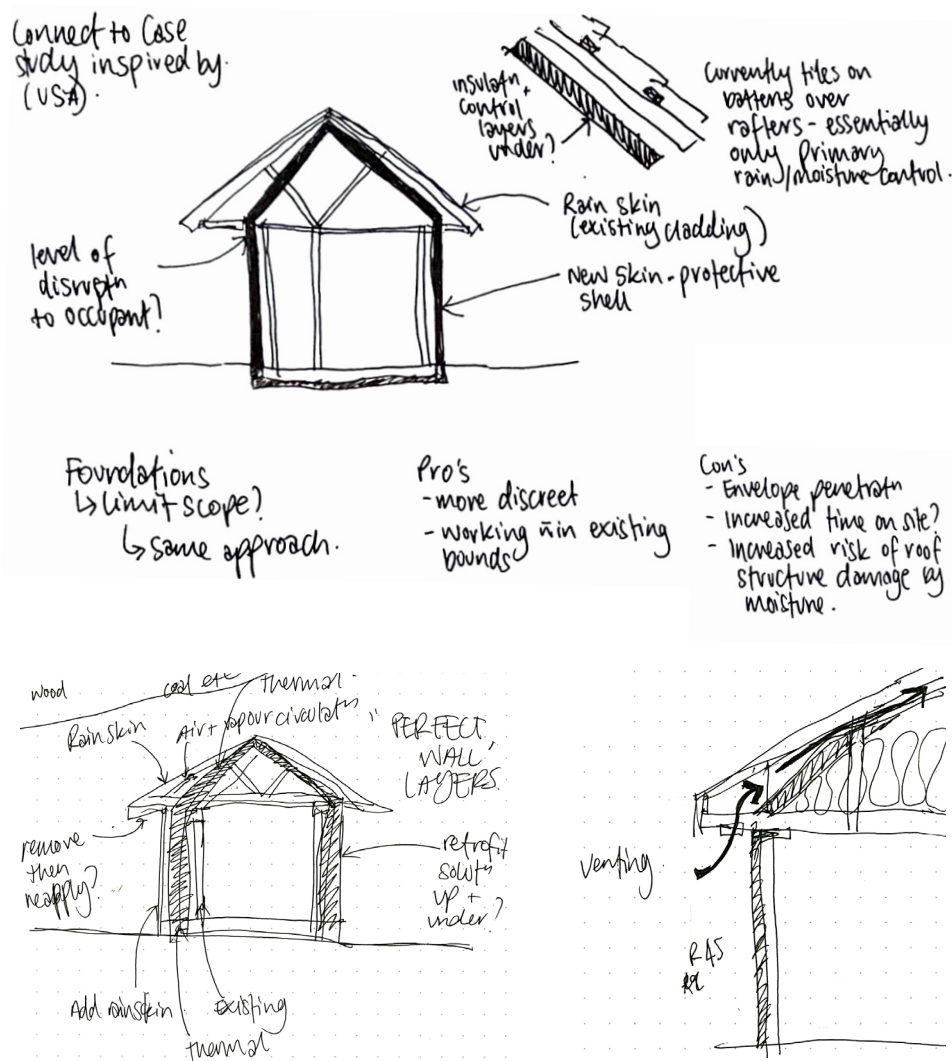 Connect to Case
study inspired by.
(USA).
insulatn +
control
layers
under?
Currently tiles on
battens over
rafters - essentially
only primary
rain/moisture control.
Rain skin
(existing cladding)
New skin - protective
shell
level of
disruptn
to occupant?
Foundations
↳ Limit scope?
↳ same approach.
Pro's
- more discreet
- working in existing
bounds
Con's
- Envelope penetratn
- Increased time on site?
- Increased risk of roof
structure damage by
moisture.
wood
coal etc
thermal
Rainskin
Air + vapour circulatn
"PERFECT
WALL"
LAYERS.
remove
then
reapply?
retrofit
solutn
up +
under?
Add rainskin
Existing
thermal
venting
R45